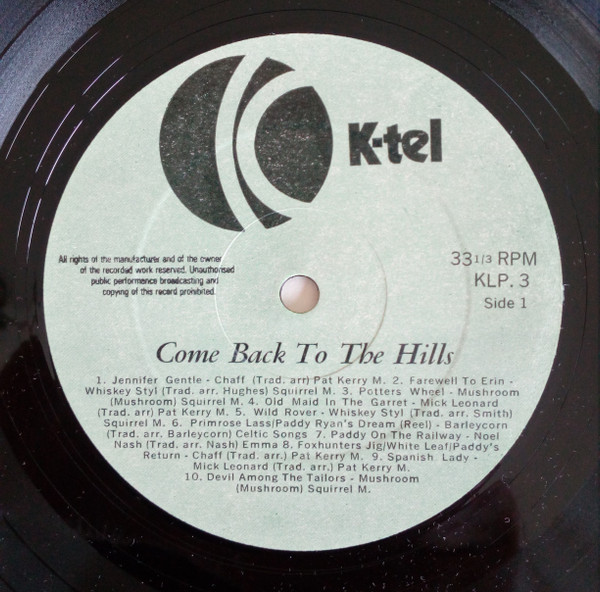 K-tel
All rights of the manufacturer and of the owner
of the recorded work reserved. Unauthorised
public performance broadcasting and
copying of this record prohibited.
33 1/3 RPM
KLP. 3
Side 1
Come Back To The Hills
1. Jennifer Gentle - Chaff (Trad. arr) Pat Kerry M. 2. Farewell To Erin -
Whiskey Styl (Trad. arr. Hughes) Squirrel M. 3. Potters Wheel - Mushroom
(Mushroom) Squirrel M. 4. Old Maid In The Garret - Mick Leonard
(Trad. arr) Pat Kerry M. 5. Wild Rover - Whiskey Styl (Trad. arr. Smith)
Squirrel M. 6. Primrose Lass/Paddy Ryan's Dream (Reel) - Barleycorn
(Trad. arr. Barleycorn) Celtic Songs 7. Paddy On The Railway - Noel
Nash (Trad. arr. Nash) Emma 8. Foxhunters Jig/White Leaf/Paddy's
Return - Chaff (Trad. arr.) Pat Kerry M. 9. Spanish Lady -
Mick Leonard (Trad. arr.) Pat Kerry M.
10. Devil Among The Tailors - Mushroom
(Mushroom) Squirel M.